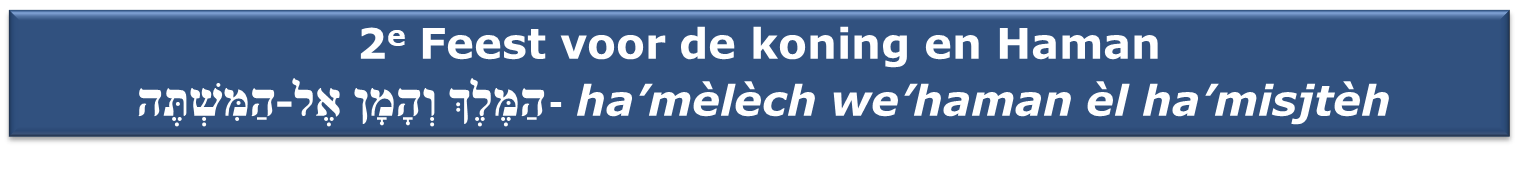 2e Feest voor de koning en Haman
הַמֶּלֶךְ וְהָמָן אֶל-הַמִּשְׁתֶּה - ha’mèlèch we’haman èl ha’misjtèh